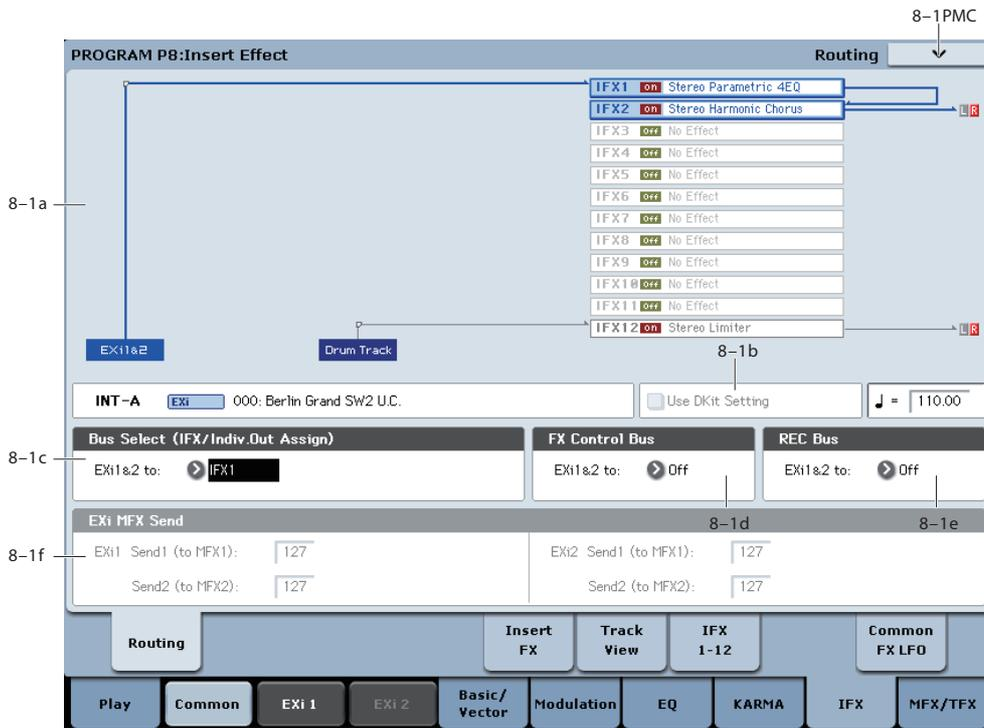 8–1PMC
PROGRAM P8:Insert Effect Routing
IFX1 on Stereo Parametric 4EQ
IFX2 on Stereo Harmonic Chorus L R
IFX3 Off No Effect
IFX4 Off No Effect
IFX5 Off No Effect
8–1a
IFX6 Off No Effect
IFX7 Off No Effect
IFX8 Off No Effect
IFX9 Off No Effect
IFX10 Off No Effect
IFX11 Off No Effect
IFX12 on Stereo Limiter L R
EXi1&2 Drum Track
8–1b
INT-A EXi 000: Berlin Grand SW2 U.C. Use DKit Setting ♩ = 110.00
Bus Select (IFX/Indiv.Out Assign) FX Control Bus REC Bus
8–1c
EXi1&2 to: IFX1 EXi1&2 to: Off EXi1&2 to: Off
EXi MFX Send 8–1d 8–1e
8–1f
EXi1 Send1 (to MFX1): 127 EXi2 Send1 (to MFX1): 127
Send2 (to MFX2): 127 Send2 (to MFX2): 127
Routing Insert FX Track View IFX 1-12 Common FX LFO
Play Common EXi 1 EXi 2 Basic/ Vector Modulation EQ KARMA IFX MFX/TFX